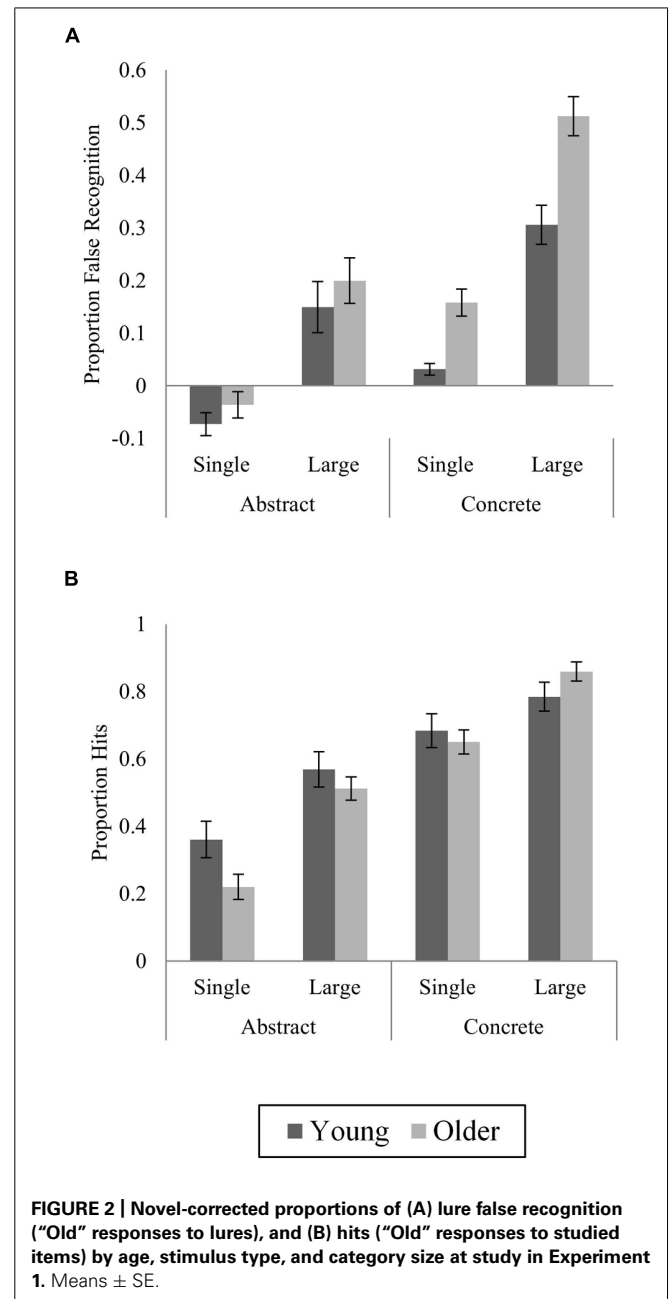 A
0.6
0.5
0.4
0.3
0.2
0.1
0
-0.1
Proportion False Recognition
Single Large Single Large
Abstract Concrete
B
1
0.8
0.6
0.4
0.2
0
Proportion Hits
Single Large Single Large
Abstract Concrete
Young Older
FIGURE 2 | Novel-corrected proportions of (A) lure false recognition
(“Old” responses to lures), and (B) hits (“Old” responses to studied
items) by age, stimulus type, and category size at study in Experiment
1. Means ± SE.